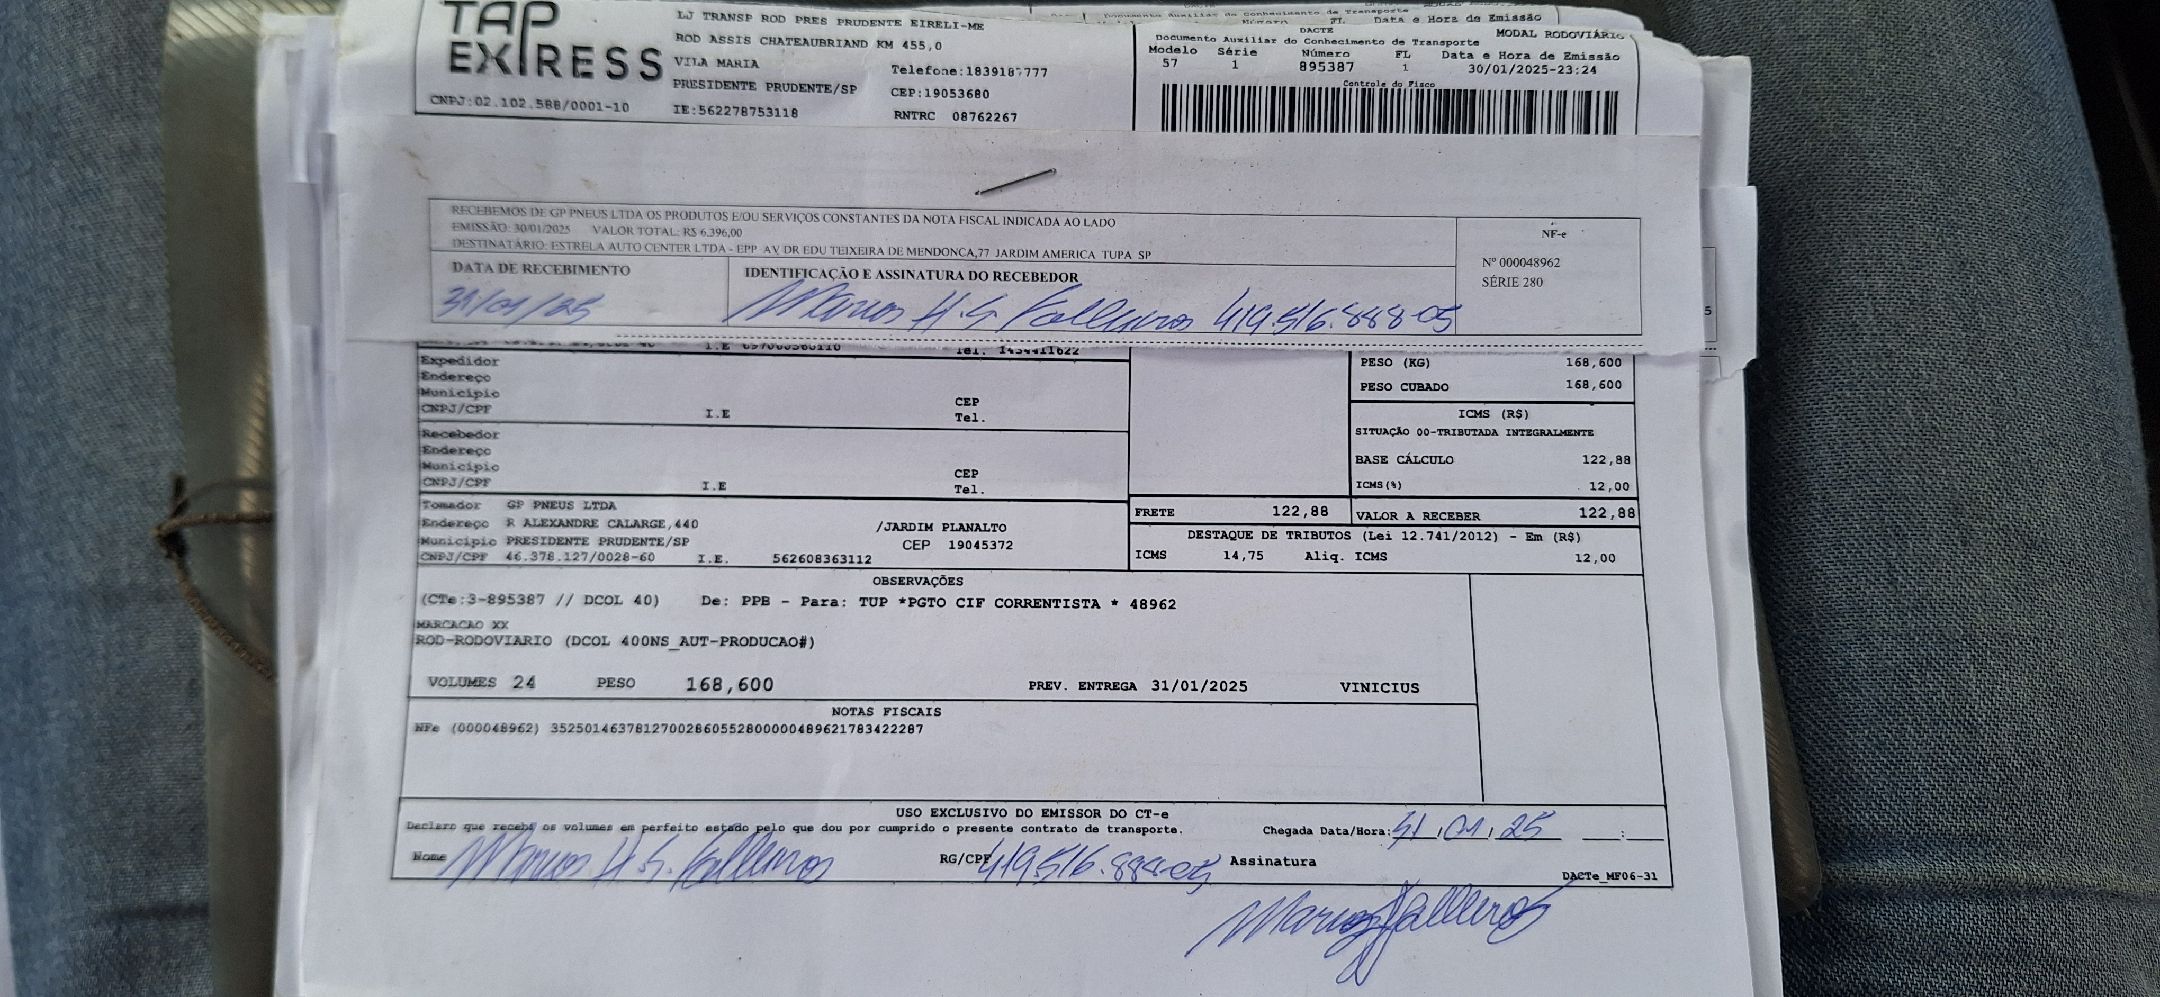 TAP EXPRESS
LJ TRANSP ROD PRES PRUDENTE EIRELI-ME
ROD ASSIS CHATEAUBRIAND KM 455,0
VILA MARIA
Telefone:1839187777
PRESIDENTE PRUDENTE/SP
CEP:19053680
CNPJ:02.102.588/0001-10
IE:562278753118
RNTRC 08762267
Data e Hora de Emissão
DACTE
MODAL RODOVIÁRIO
Documento Auxiliar do Conhecimento de Transporte
Modelo Série Número FL Data e Hora de Emissão
57 1 895387 1 30/01/2025-23:24
Controle do Fisco
RECEBEMOS DE GP PNEUS LTDA OS PRODUTOS E/OU SERVIÇOS CONSTANTES DA NOTA FISCAL INDICADA AO LADO
EMISSÃO: 30/01/2025 VALOR TOTAL: R$ 6.396,00
DESTINATÁRIO: ESTRELA AUTO CENTER LTDA - EPP AV DR EDU TEIXEIRA DE MENDONCA,77 JARDIM AMERICA TUPA SP
DATA DE RECEBIMENTO
IDENTIFICAÇÃO E ASSINATURA DO RECEBEDOR
31/01/25
419.516.888-05
NF-e
Nº 000048962
SÉRIE 280
Expedidor
Endereço
Município CEP
CNPJ/CPF I.E Tel.
Recebedor
Endereço
Município CEP
CNPJ/CPF I.E Tel.
PESO (KG) 168,600
PESO CUBADO 168,600
ICMS (R$)
SITUAÇÃO 00-TRIBUTADA INTEGRALMENTE
BASE CÁLCULO 122,88
ICMS(%) 12,00
Tomador GP PNEUS LTDA
Endereço R ALEXANDRE CALARGE,440 /JARDIM PLANALTO
Município PRESIDENTE PRUDENTE/SP CEP 19045372
CNPJ/CPF 46.378.127/0028-60 I.E. 562608363112
FRETE 122,88 VALOR A RECEBER 122,88
DESTAQUE DE TRIBUTOS (Lei 12.741/2012) - Em (R$)
ICMS 14,75 Aliq. ICMS 12,00
OBSERVAÇÕES
(CTe:3-895387 // DCOL 40) De: PPB - Para: TUP *PGTO CIF CORRENTISTA * 48962
MARCACAO XX
ROD-RODOVIARIO (DCOL 400NS_AUT-PRODUCAO#)
VOLUMES 24 PESO 168,600 PREV. ENTREGA 31/01/2025 VINICIUS
NOTAS FISCAIS
NFe (000048962) 35250146378127002860552800000489621783422287
USO EXCLUSIVO DO EMISSOR DO CT-e
Declaro que recebi os volumes em perfeito estado pelo que dou por cumprido o presente contrato de transporte.
Chegada Data/Hora: 31,01,25 __:__
Nome
RG/CPF 419516.888-05 Assinatura
DACTe_MF06-31